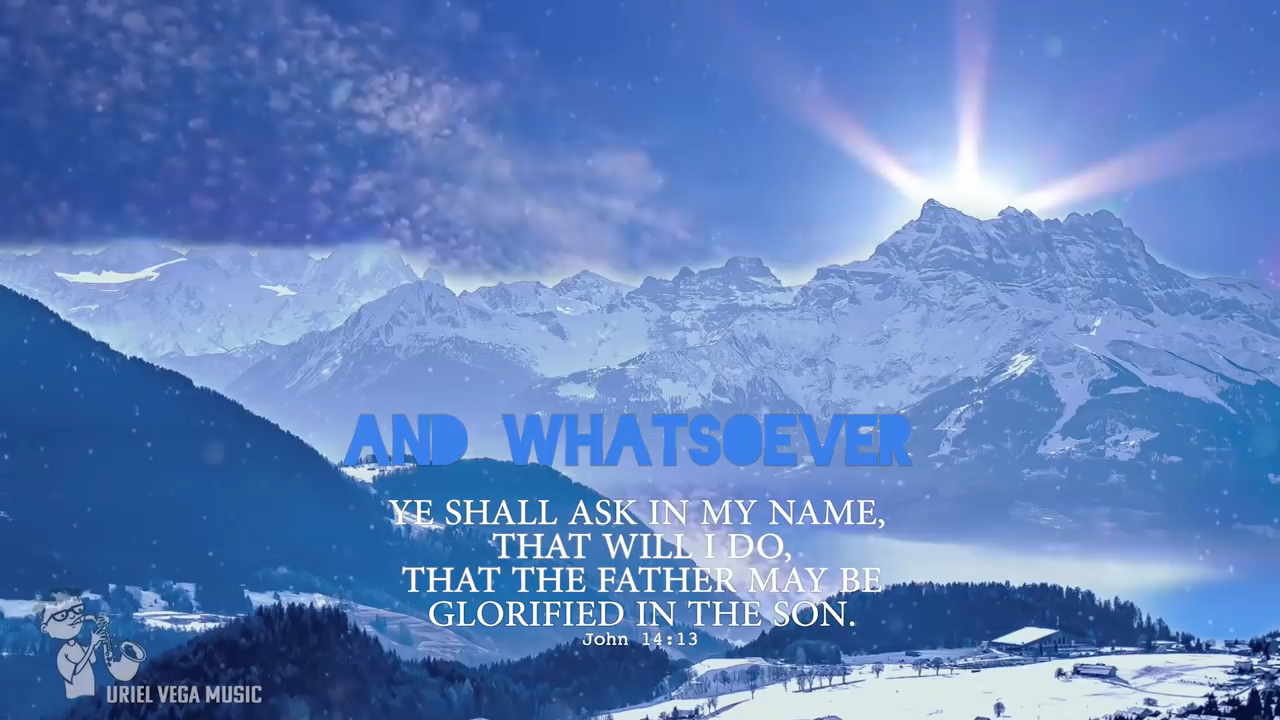 AND WHATSOEVER
YE SHALL ASK IN MY NAME,
THAT WILL I DO,
THAT THE FATHER MAY BE
GLORIFIED IN THE SON.
John 14:13
URIEL VEGA MUSIC